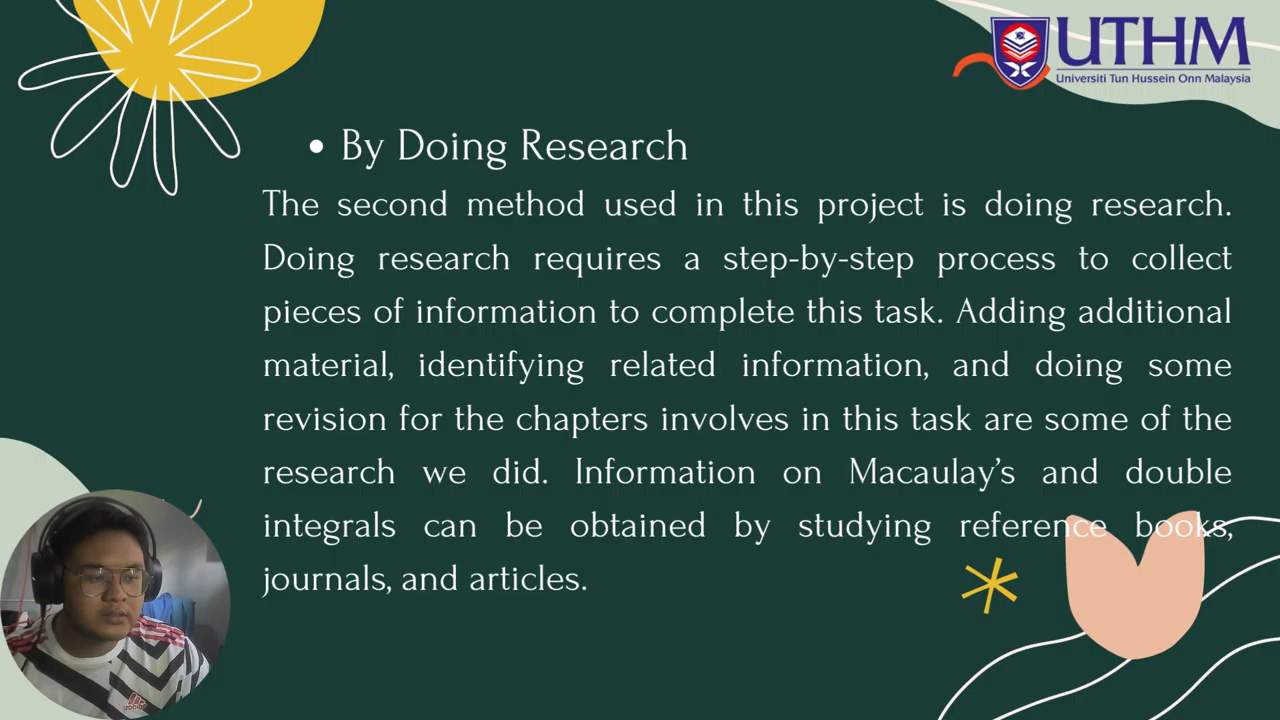 UTHM
Universiti Tun Hussein Onn Malaysia
• By Doing Research
The second method used in this project is doing research.
Doing research requires a step-by-step process to collect
pieces of information to complete this task. Adding additional
material, identifying related information, and doing some
revision for the chapters involves in this task are some of the
research we did. Information on Macaulay’s and double
integrals can be obtained by studying reference books,
journals, and articles.